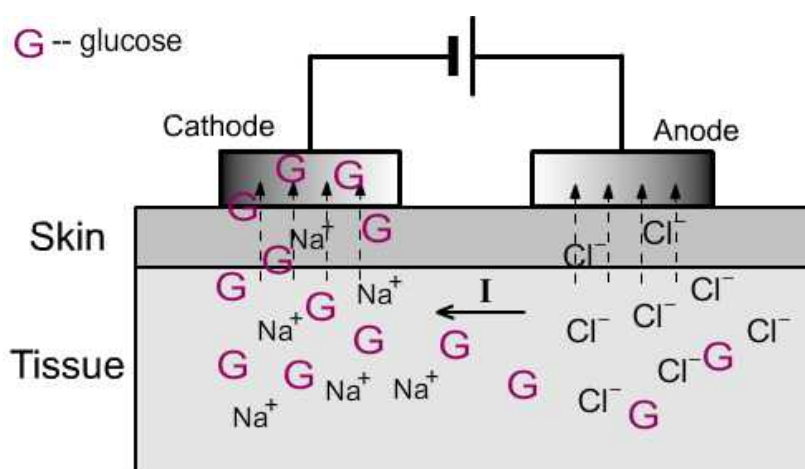 G -- glucose
Cathode
Anode
G
G
G
Skin
Na⁺
G
Cl⁻
G
Cl⁻
G
Na⁺
I
Cl⁻
Na⁺
G
Cl⁻
Cl⁻
Cl⁻
Tissue
G
G
G
Na⁺
Na⁺
G
G
Cl⁻
G
Cl⁻
Na⁺
G